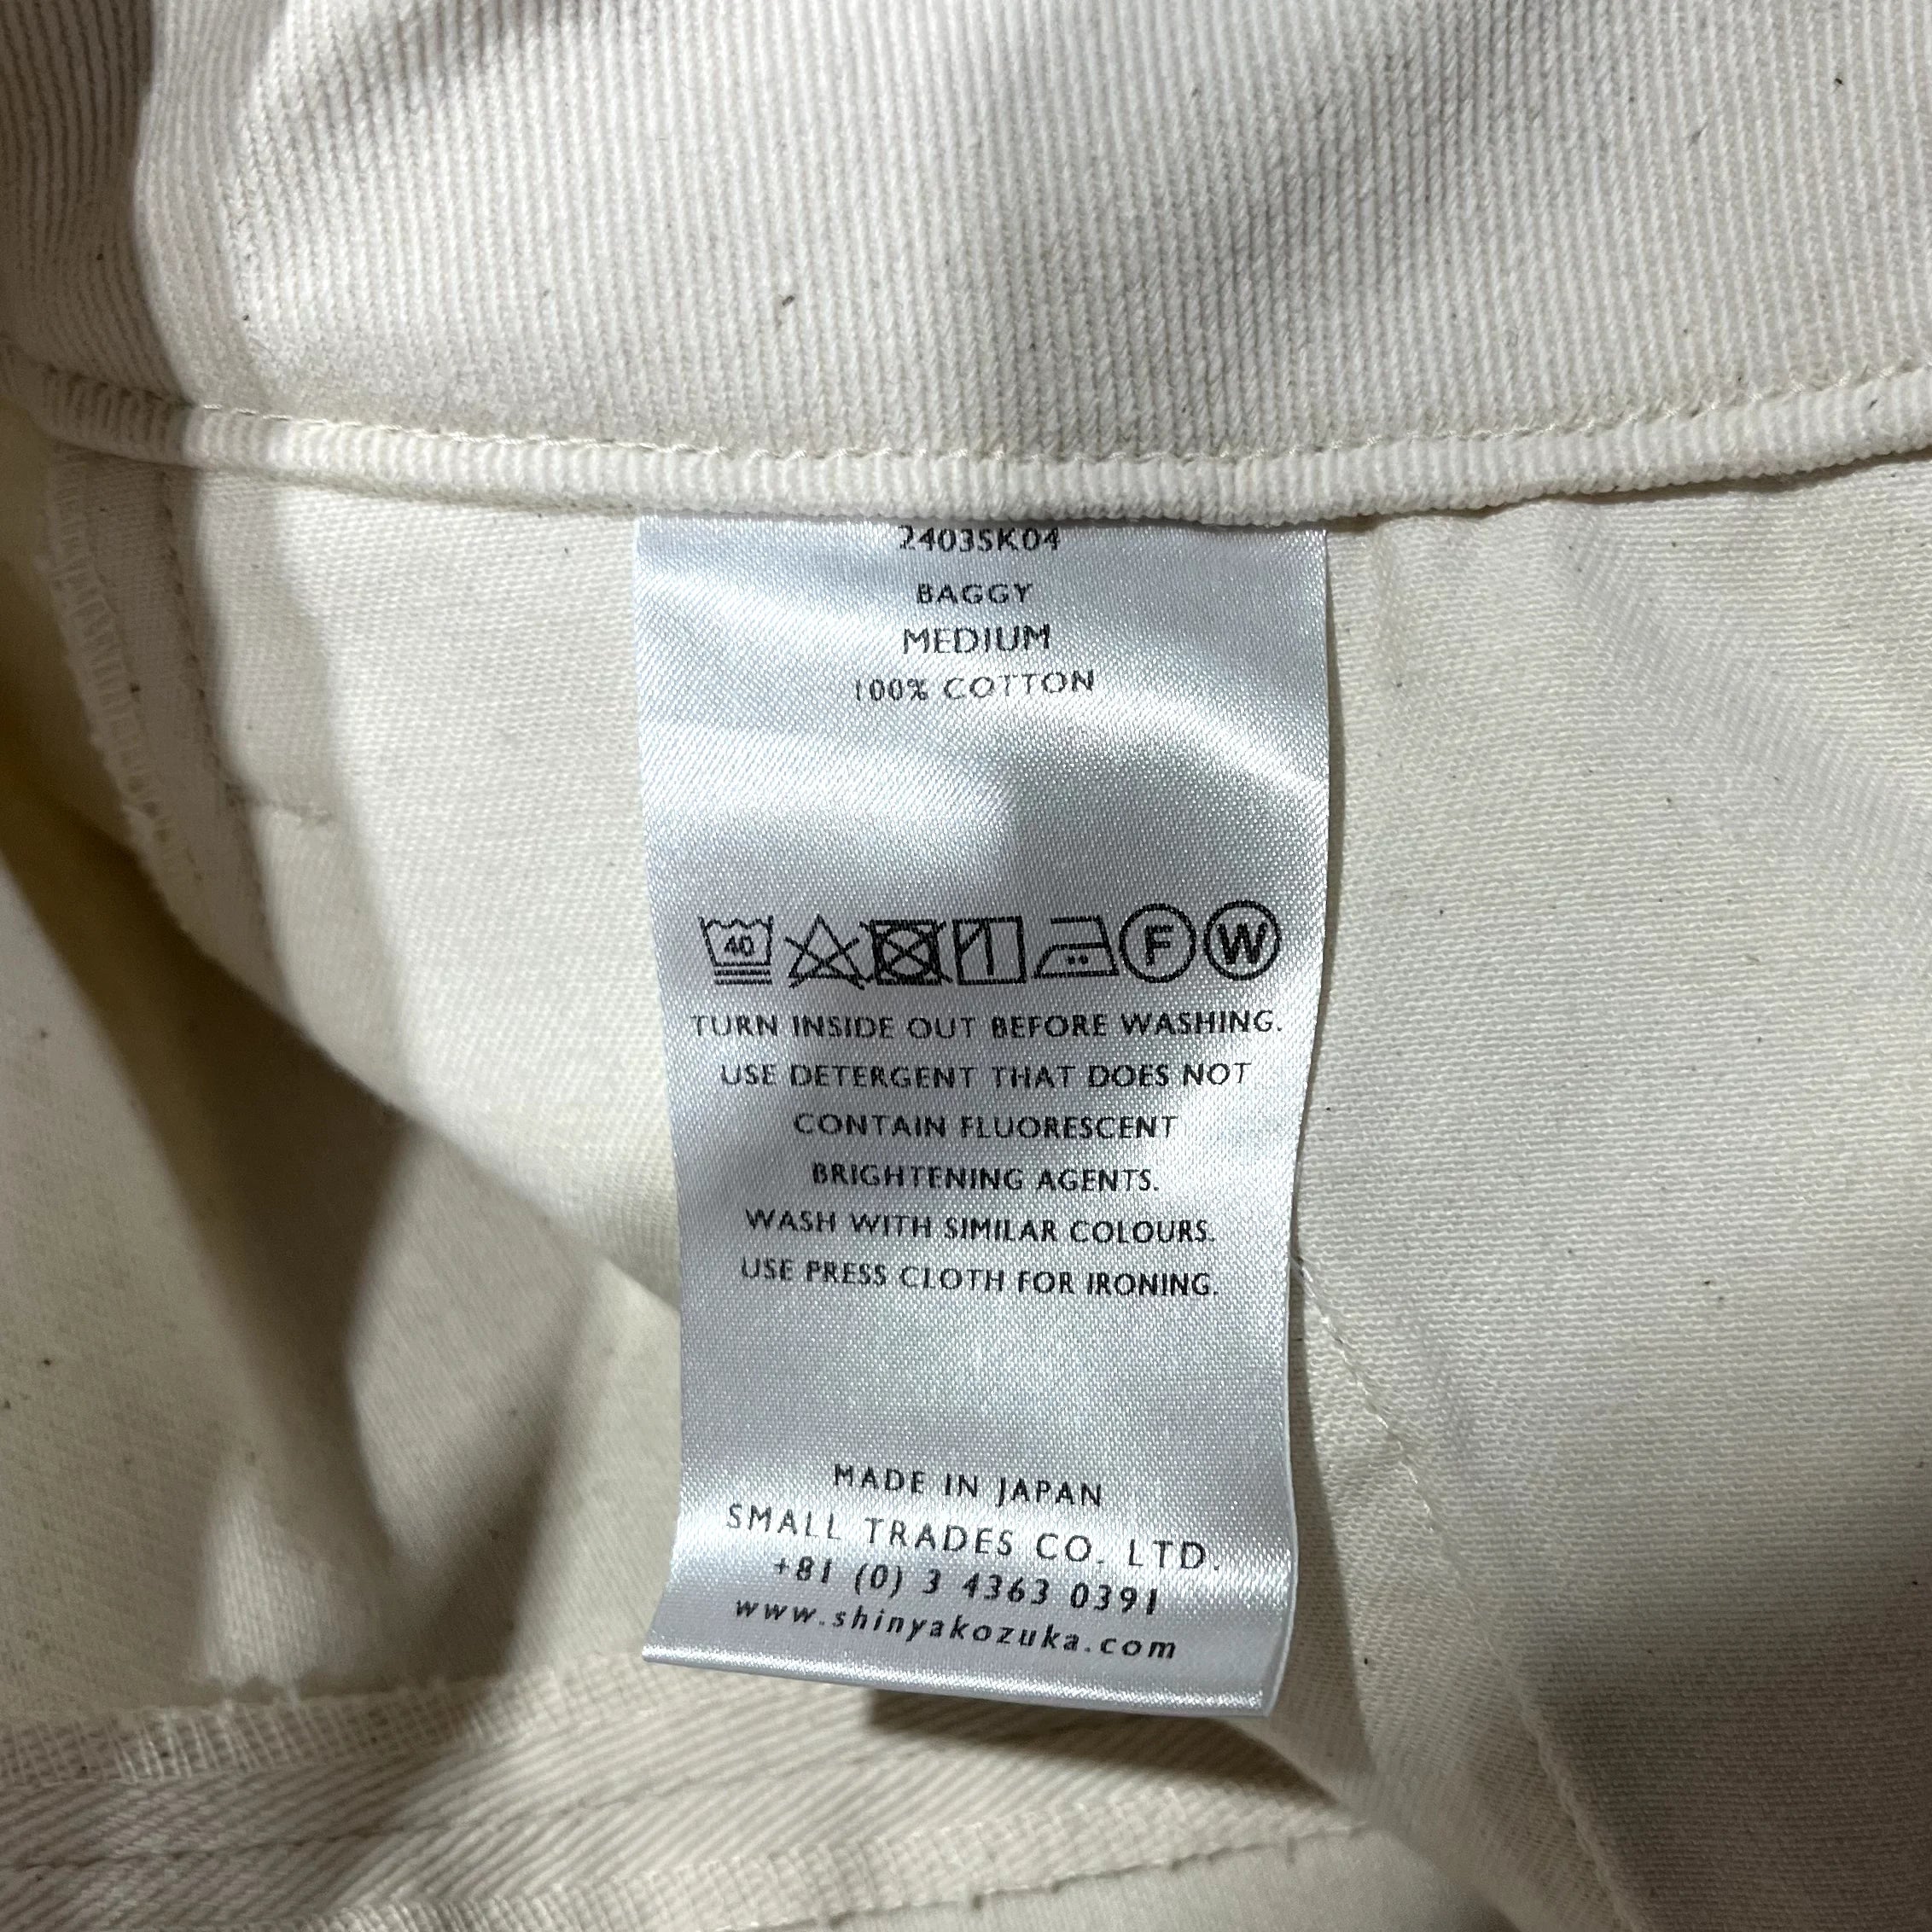 2403SK04
BAGGY
MEDIUM
100% COTTON
40 F W
TURN INSIDE OUT BEFORE WASHING.
USE DETERGENT THAT DOES NOT
CONTAIN FLUORESCENT
BRIGHTENING AGENTS.
WASH WITH SIMILAR COLOURS.
USE PRESS CLOTH FOR IRONING.
MADE IN JAPAN
SMALL TRADES CO. LTD.
+81 (0) 3 4363 0391
www.shinyakozuka.com